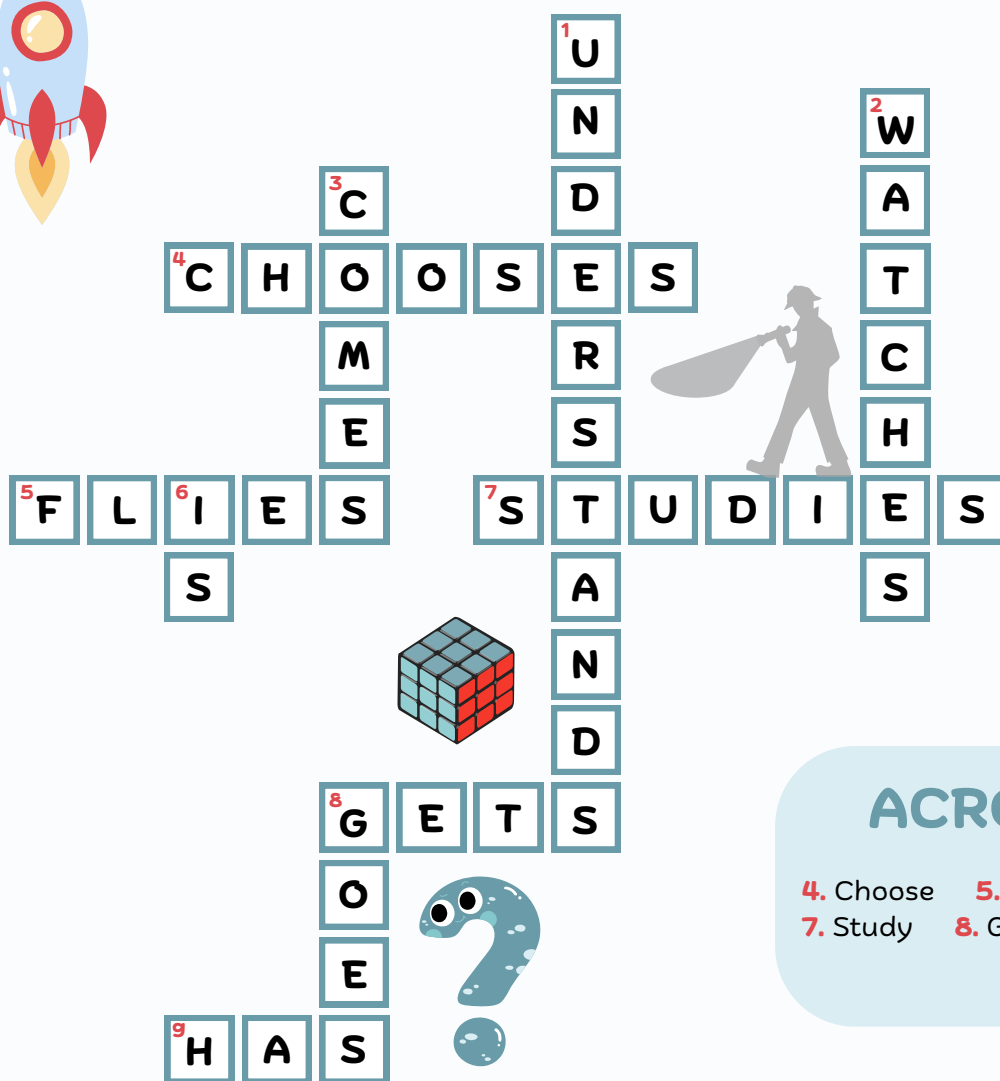 1 U
N
2 W
3 C D A
4 C H O O S E S T
M R C
E S H
5 F L 6 I E S 7 S T U D I E S
S A S
N
D
8 G E T S
ACRO
O
4. Choose 5.
7. Study 8. G
E
9 H A S